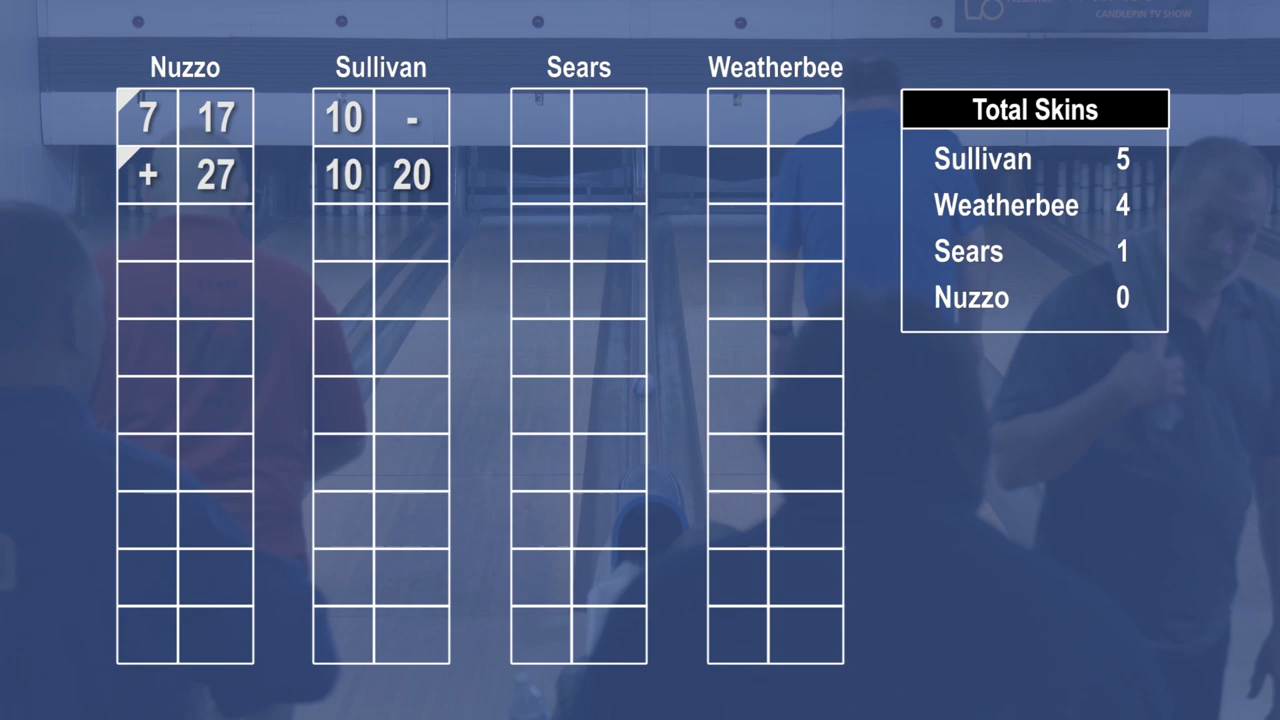 CANDLEPIN TV SHOW
Nuzzo Sullivan Sears Weatherbee
7 17 10 -
+ 27 10 20
Total Skins
Sullivan 5
Weatherbee 4
Sears 1
Nuzzo 0